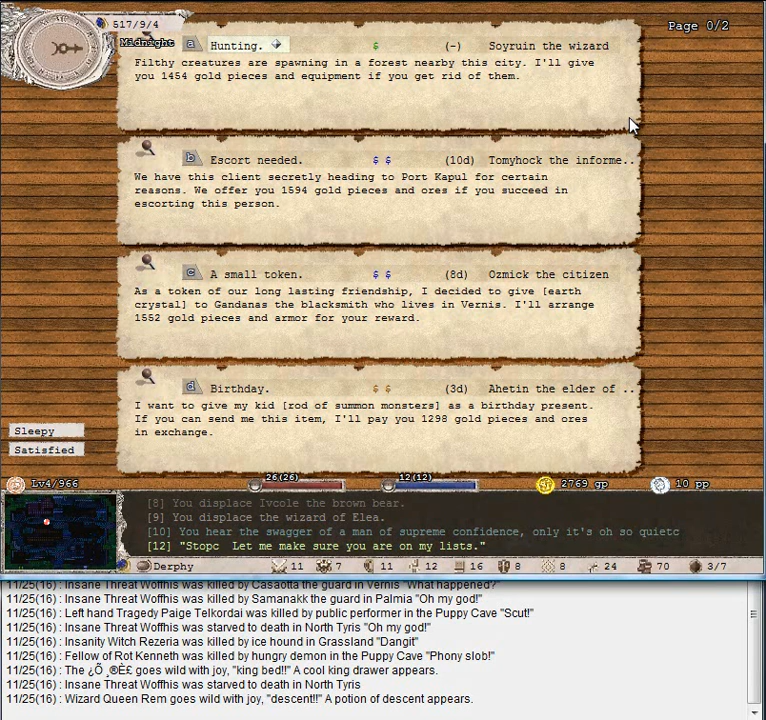 517/9/4
Page 0/2
Midnight
a Hunting. $ (-) Soyruin the wizard
Filthy creatures are spawning in a forest nearby this city. I'll give
you 1454 gold pieces and equipment if you get rid of them.
b Escort needed. $ $ (10d) Tomyhock the informe..
We have this client secretly heading to Port Kapul for certain
reasons. We offer you 1594 gold pieces and ores if you succeed in
escorting this person.
c A small token. $ $ (8d) Ozmick the citizen
As a token of our long lasting friendship, I decided to give [earth
crystal] to Gandanas the blacksmith who lives in Vernis. I'll arrange
1552 gold pieces and armor for your reward.
d Birthday. $ $ (3d) Ahetin the elder of ..
I want to give my kid [rod of summon monsters] as a birthday present.
If you can send me this item, I'll pay you 1298 gold pieces and ores
in exchange.
Sleepy
Satisfied
Lv4/966 26(26) 12(12) 2769 gp 10 pp
[8] You displace Ivcole the brown bear.
[9] You displace the wizard of Elea.
[10] You hear the swagger of a man of supreme confidence, only it's oh so quietc
[12] "Stopc Let me make sure you are on my lists."
Derphy 11 7 11 12 16 8 8 24 70 3/7
11/25(16) : Insane Threat Woffhis was killed by Casaotta the guard in Vernis "What happened?"
11/25(16) : Insane Threat Woffhis was killed by Samanakk the guard in Palmia "Oh my god!"
11/25(16) : Left hand Tragedy Paige Telkordai was killed by public performer in the Puppy Cave "Scut!"
11/25(16) : Insane Threat Woffhis was starved to death in North Tyris "Oh my god!"
11/25(16) : Insanity Witch Rezeria was killed by ice hound in Grassland "Dangit"
11/25(16) : Fellow of Rot Kenneth was killed by hungry demon in the Puppy Cave "Phony slob!"
11/25(16) : The ¿Õ¸®È£ goes wild with joy, "king bed!!" A cool king drawer appears.
11/25(16) : Insane Threat Woffhis was starved to death in North Tyris
11/25(16) : Wizard Queen Rem goes wild with joy, "descent!!" A potion of descent appears.